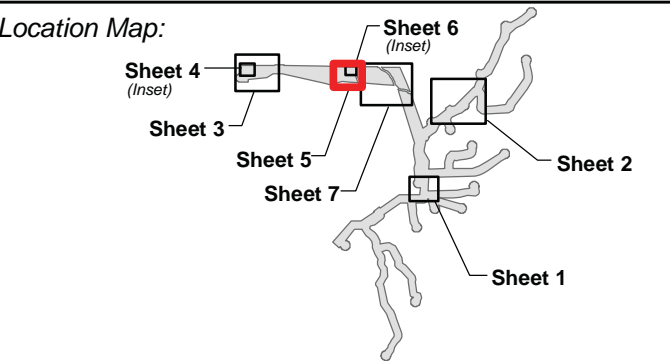 Location Map:
Sheet 6
(Inset)
Sheet 4
(Inset)
Sheet 3
Sheet 5
Sheet 7
Sheet 2
Sheet 1